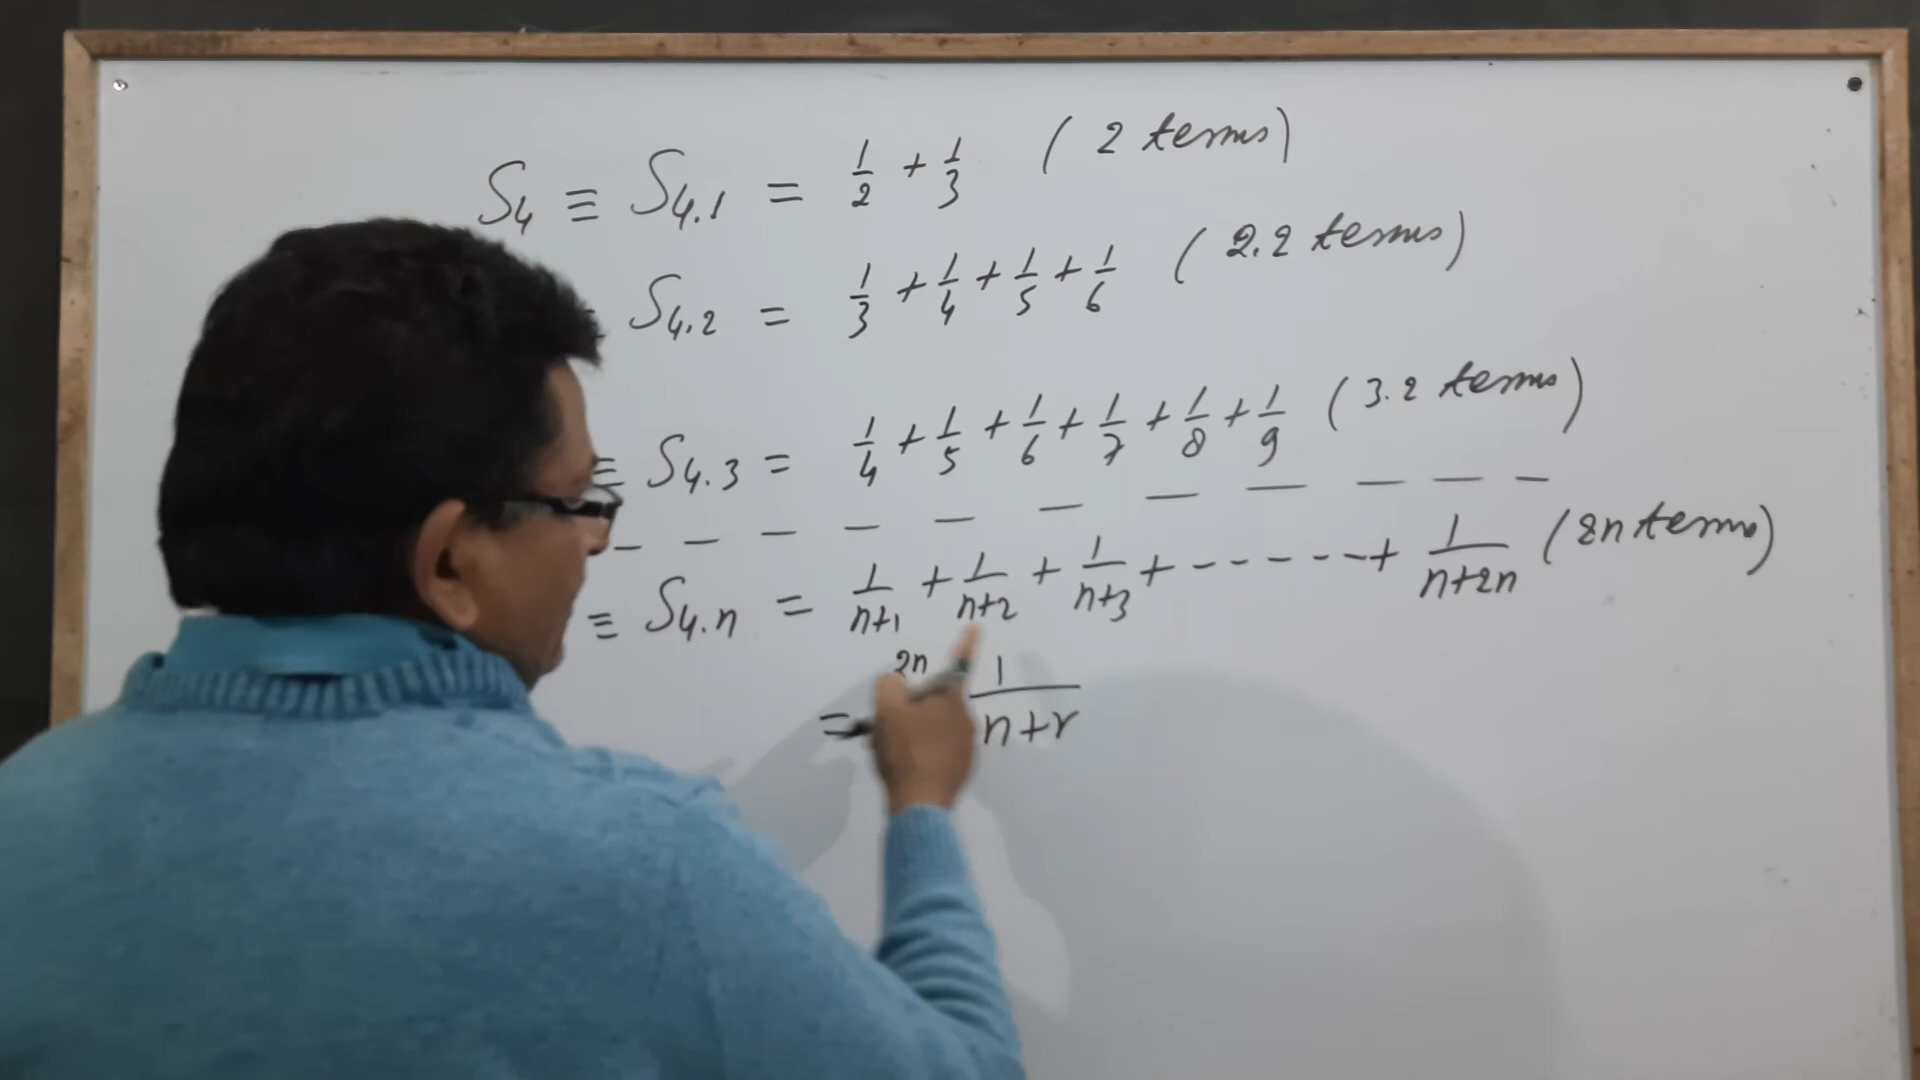 S₄ ≡ S₄.₁ = 1/2 + 1/3 ( 2 terms)
S₄.₂ = 1/3 + 1/4 + 1/5 + 1/6 ( 2.2 terms)
≡ S₄.₃ = 1/4 + 1/5 + 1/6 + 1/7 + 1/8 + 1/9 ( 3.2 terms)
— — — — — — — — — — —
≡ S₄.ₙ = 1/(n+1) + 1/(n+2) + 1/(n+3) + ------ + 1/(n+2n) (2n terms)
= 2n 1/(n+r)